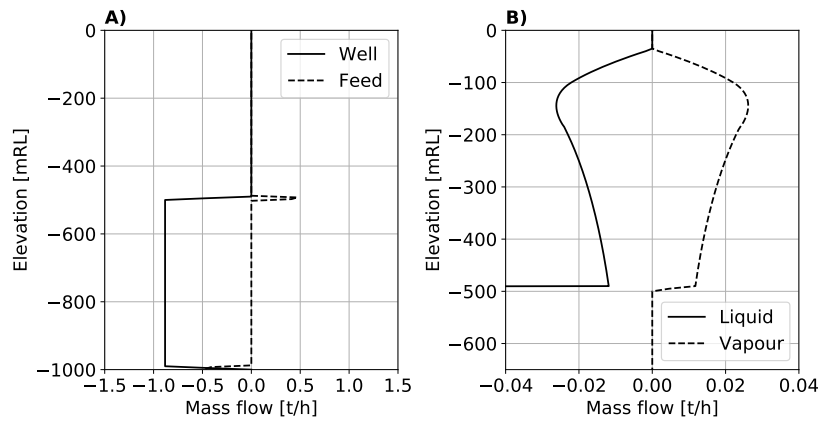 A)
0
−200
−400
−600
−800
−1000
Elevation [mRL]
−1.5 −1.0 −0.5 0.0 0.5 1.0 1.5
Mass flow [t/h]
Well
Feed
B)
0
−100
−200
−300
−400
−500
−600
Elevation [mRL]
−0.04 −0.02 0.00 0.02 0.04
Mass flow [t/h]
Liquid
Vapour